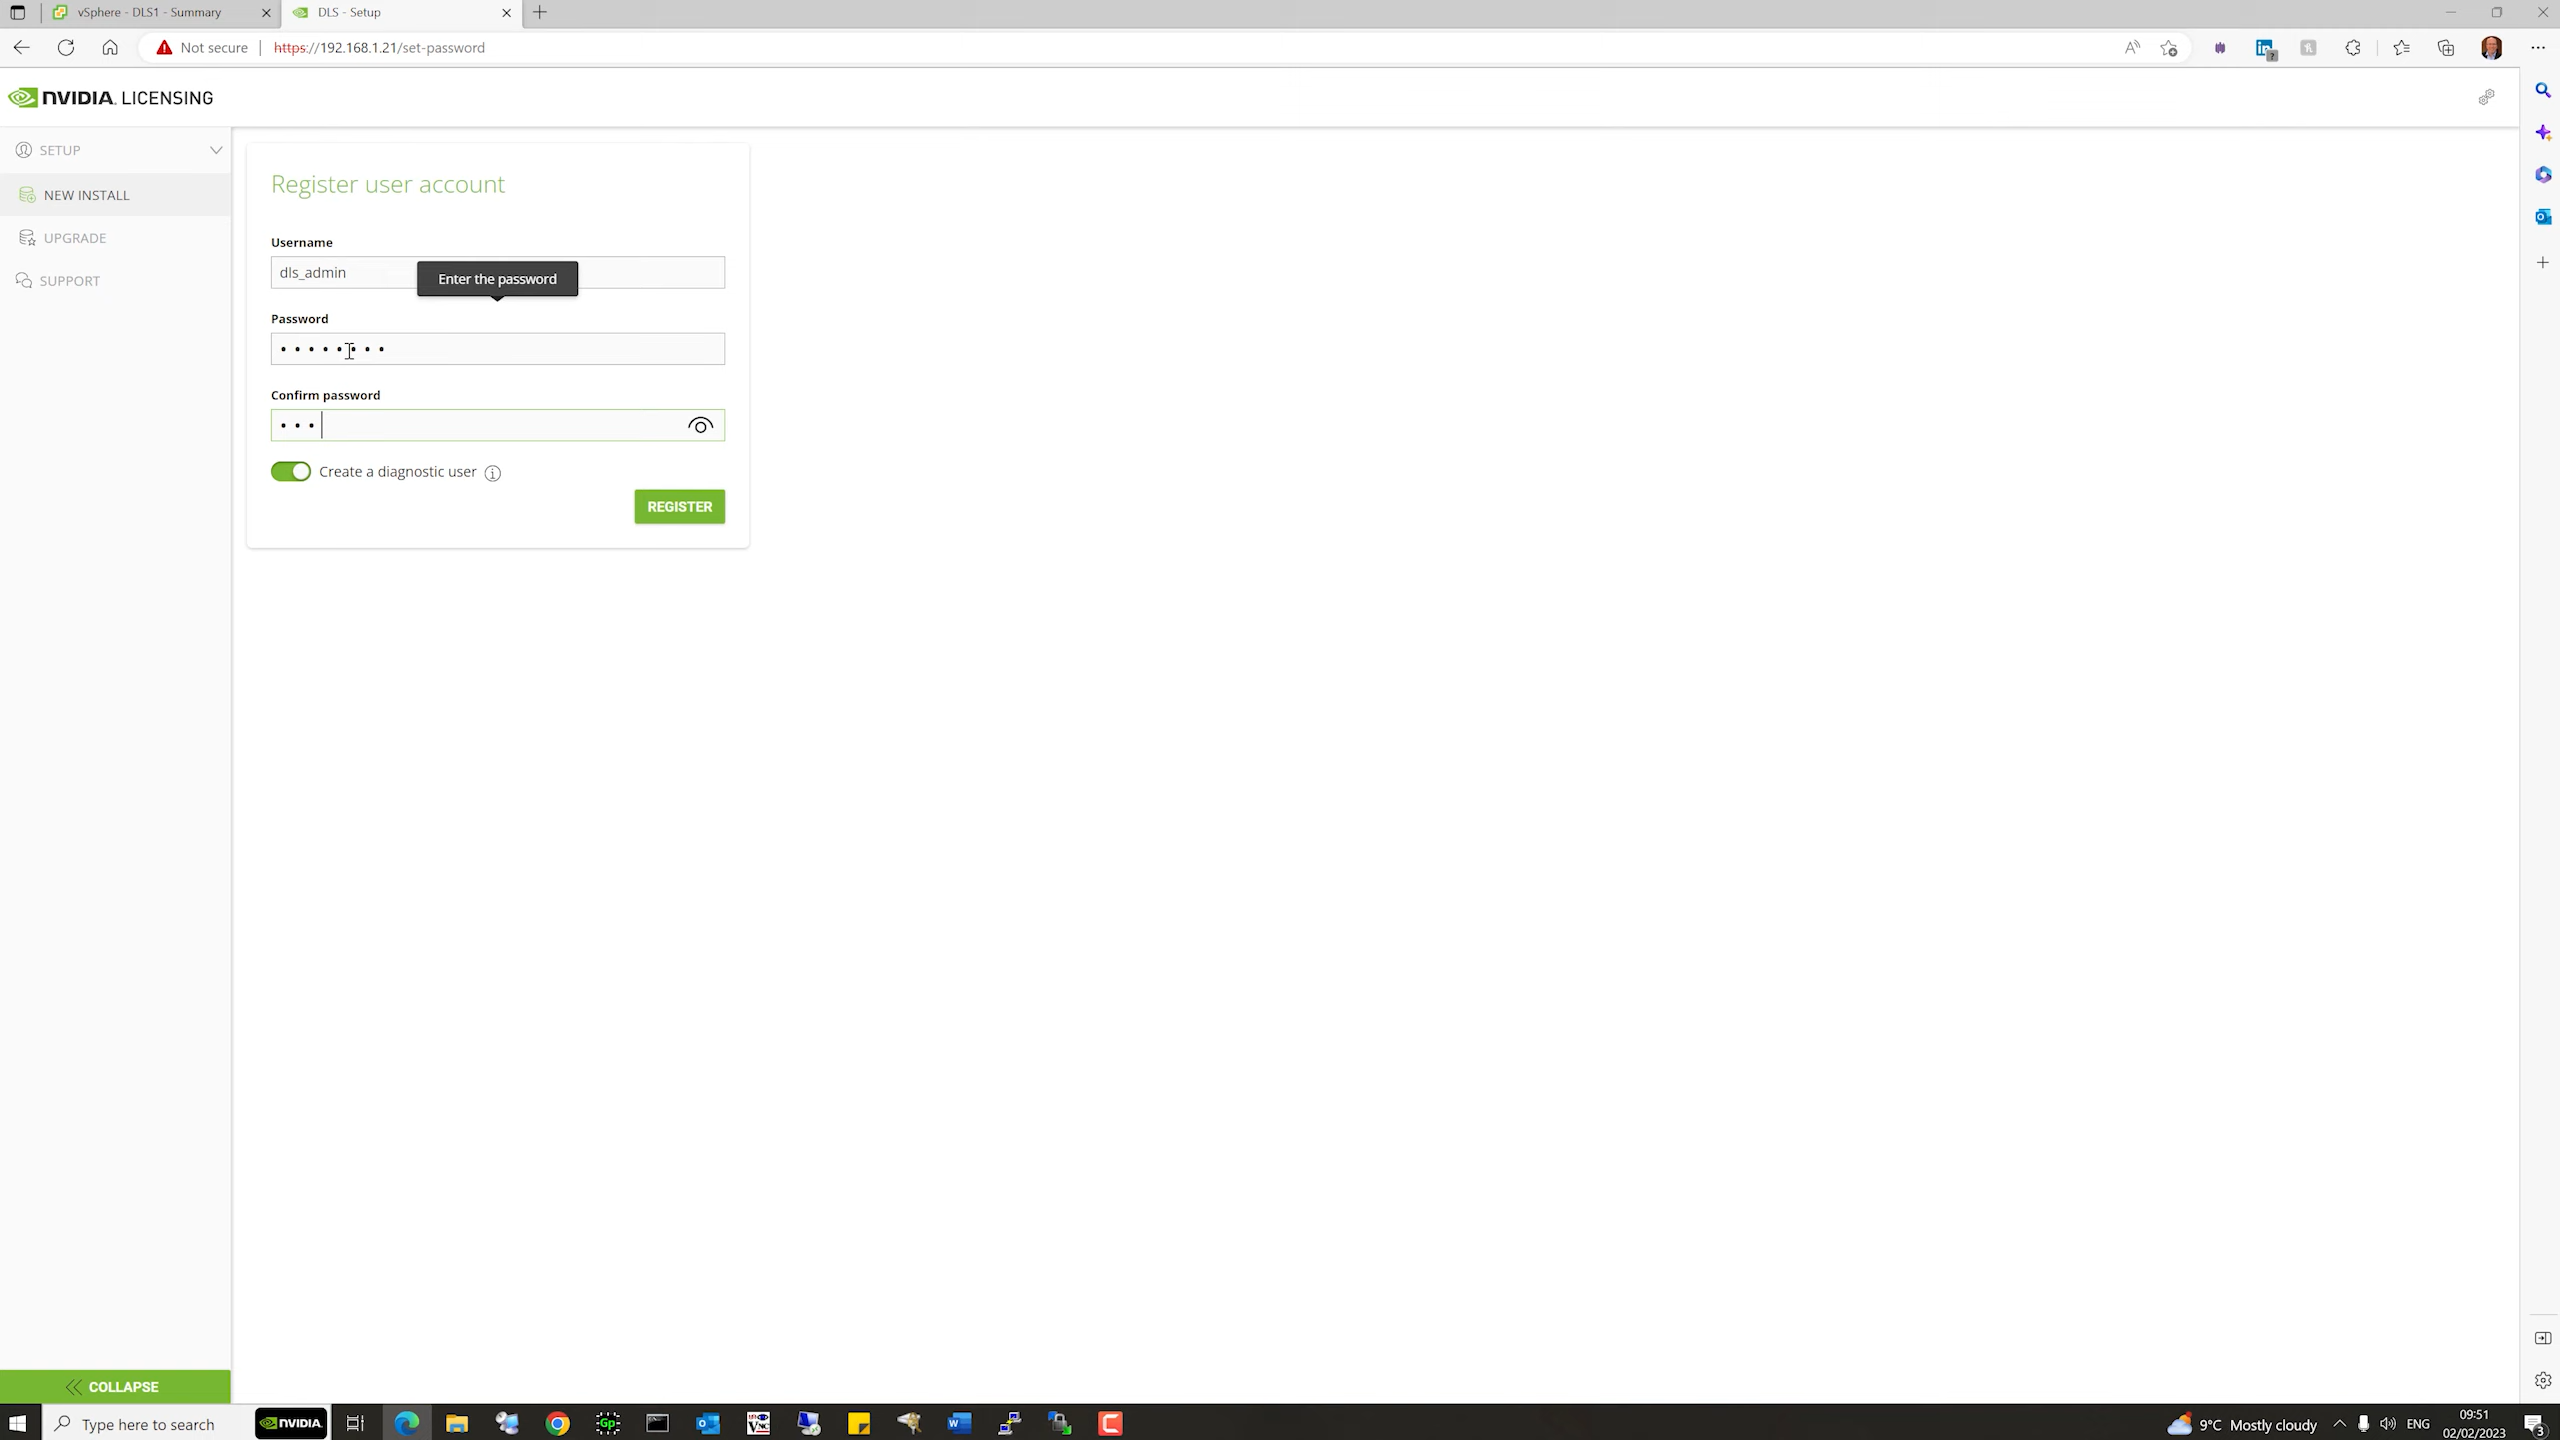 vSphere - DLS1 - Summary
DLS - Setup
Not secure
https://192.168.1.21/set-password
NVIDIA. LICENSING
SETUP
NEW INSTALL
UPGRADE
SUPPORT
Register user account
Username
dls_admin
Enter the password
Password
Confirm password
Create a diagnostic user
REGISTER
COLLAPSE
Type here to search
NVIDIA.
9°C Mostly cloudy
ENG
09:51
02/02/2023
3